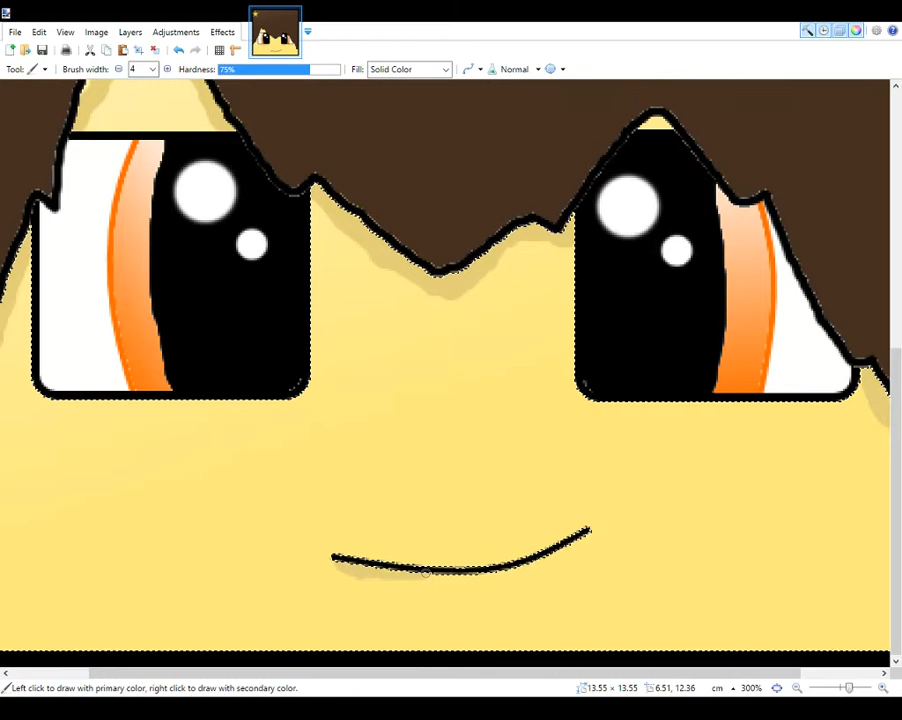 File Edit View Image Layers Adjustments Effects
Tool: Brush width: 4 Hardness: 75% Fill: Solid Color Normal
Left click to draw with primary color, right click to draw with secondary color. 13.55 × 13.55 6.51, 12.36 cm 300%